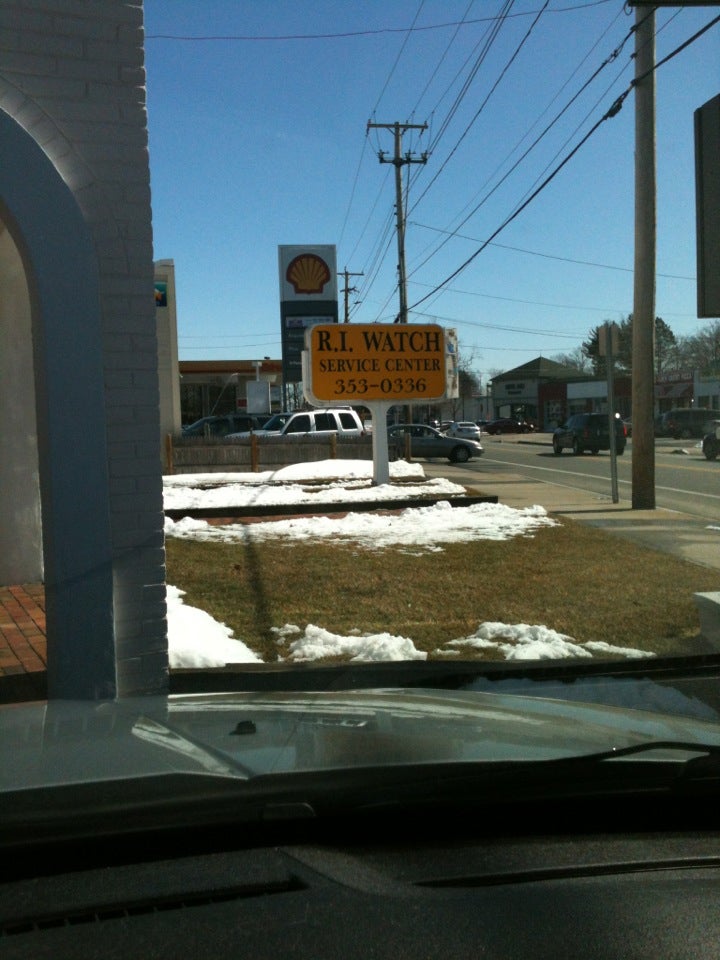 R.I. WATCH
SERVICE CENTER
353-0336